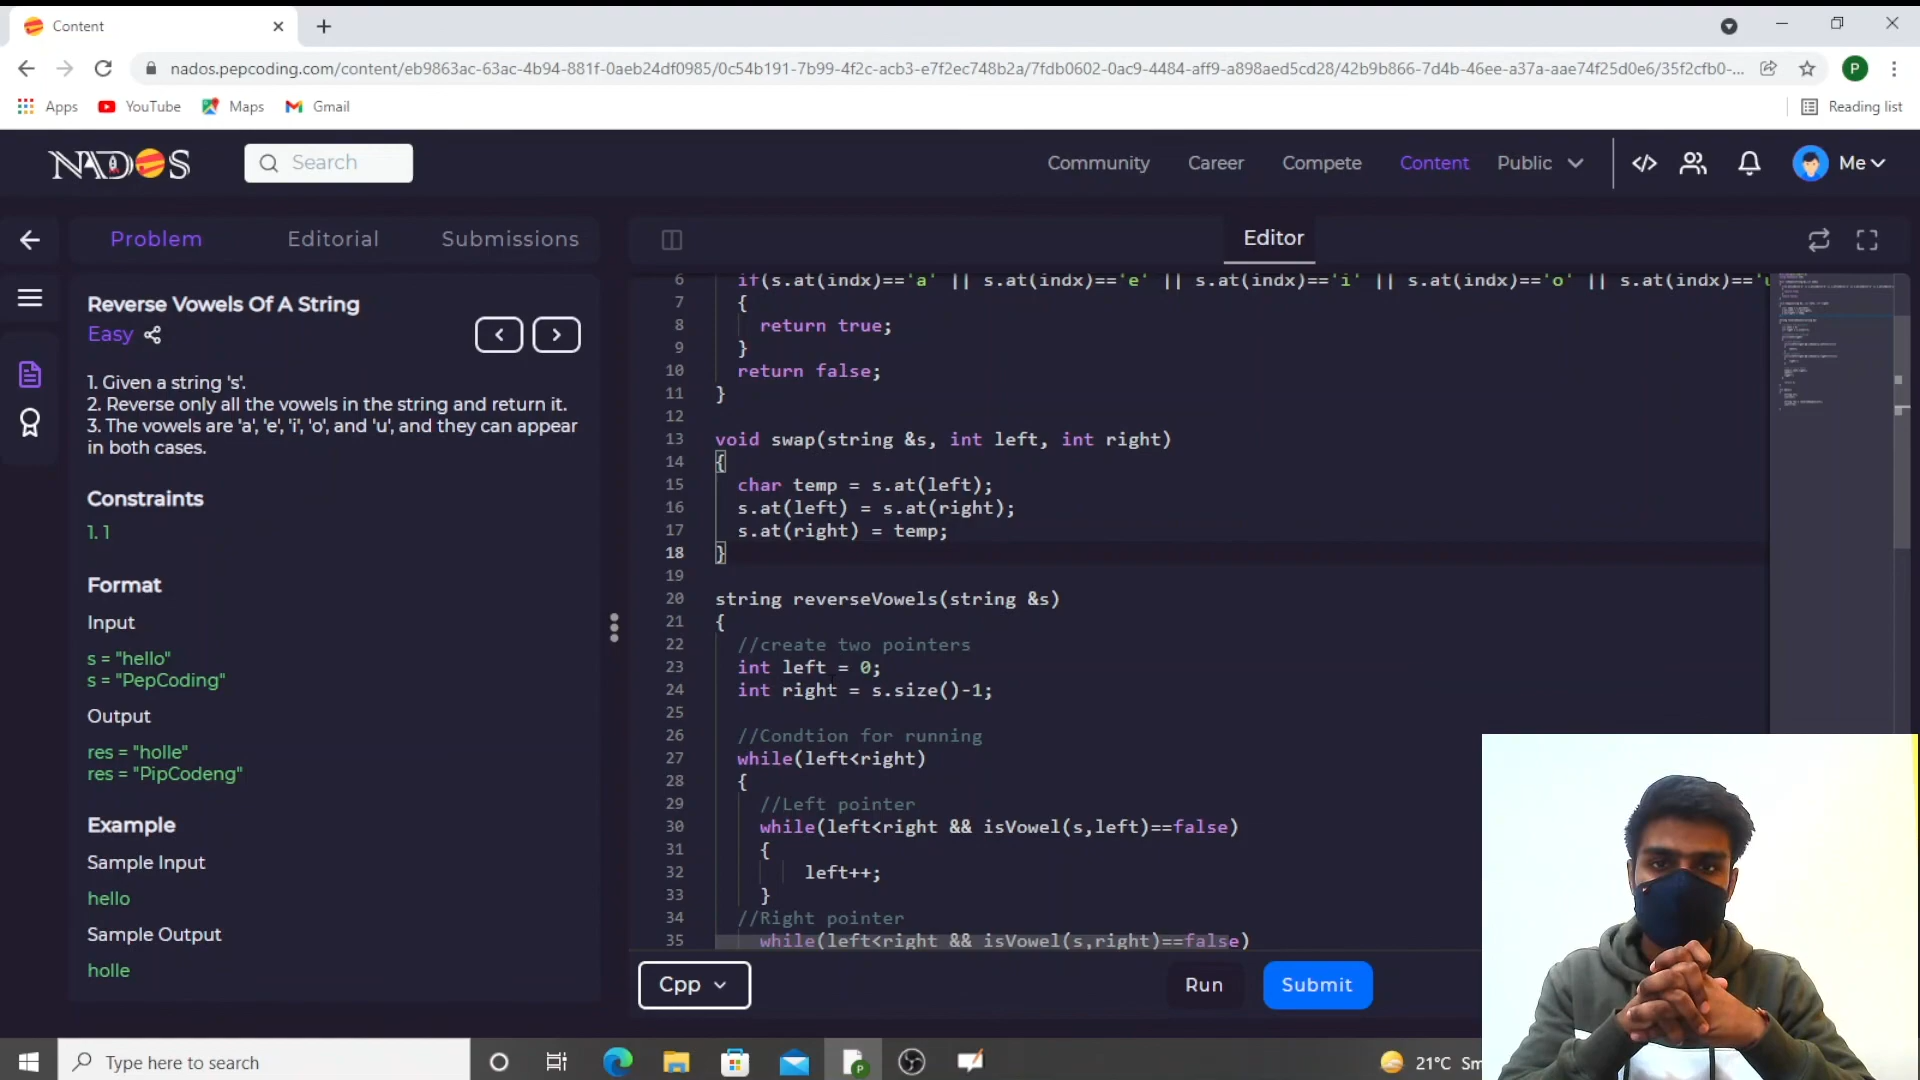 Content
nados.pepcoding.com/content/eb9863ac-63ac-4b94-881f-0aeb24df0985/0c54b191-7b99-4f2c-acb3-e7f2ec748b2a/7fdb0602-0ac9-4484-aff9-a898aed5cd28/42b9b866-7d4b-46ee-a37a-aae74f25d0e6/35f2cfb0-...
P
Apps YouTube Maps Gmail Reading list
NADOS Search Community Career Compete Content Public Me
Problem Editorial Submissions
Reverse Vowels Of A String
Easy
1. Given a string 's'.
2. Reverse only all the vowels in the string and return it.
3. The vowels are 'a', 'e', 'i', 'o', and 'u', and they can appear
in both cases.
Constraints
1. 1
Format
Input
s = "hello"
s = "PepCoding"
Output
res = "holle"
res = "PipCodeng"
Example
Sample Input
hello
Sample Output
holle
Editor
6 if(s.at(indx)=='a' || s.at(indx)=='e' || s.at(indx)=='i' || s.at(indx)=='o' || s.at(indx)=='u
7 {
8 return true;
9 }
10 return false;
11 }
12
13 void swap(string &s, int left, int right)
14 {
15 char temp = s.at(left);
16 s.at(left) = s.at(right);
17 s.at(right) = temp;
18 }
19
20 string reverseVowels(string &s)
21 {
22 //create two pointers
23 int left = 0;
24 int right = s.size()-1;
25
26 //Condtion for running
27 while(left<right)
28 {
29 //Left pointer
30 while(left<right && isVowel(s,left)==false)
31 {
32 left++;
33 }
34 //Right pointer
35 while(left<right && isVowel(s,right)==false)
Cpp Run Submit
Type here to search
21°C Sm